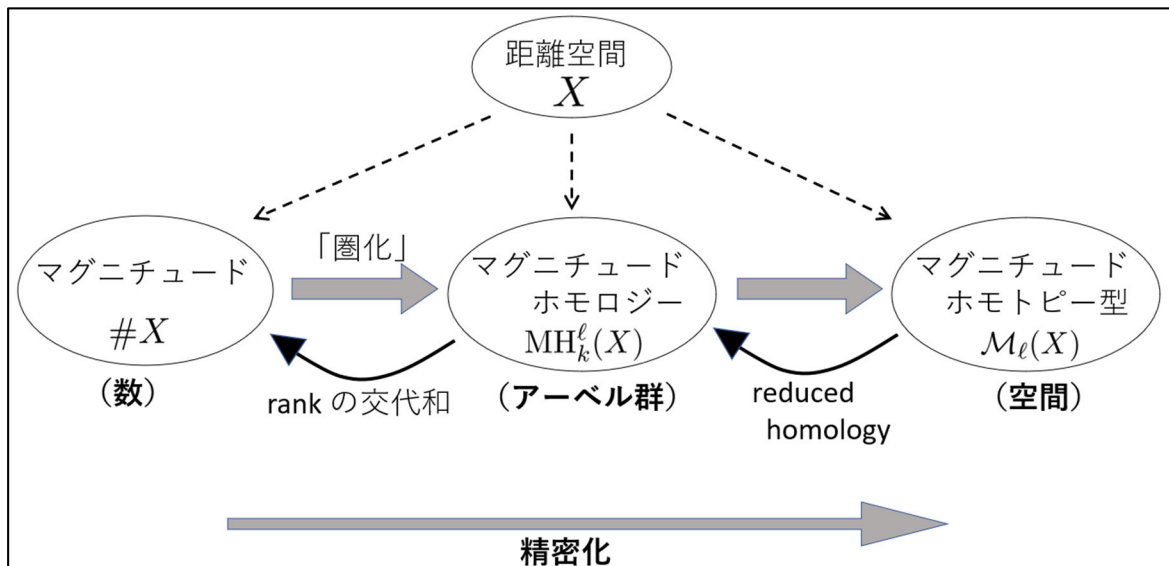 距離空間
X
「圏化」
マグニチュード
#X
(数)
マグニチュード
ホモロジー
MH_k^ℓ(X)
(アーベル群)
マグニチュード
ホモトピー型
ℳ_ℓ(X)
(空間)
rank の交代和
reduced
homology
精密化